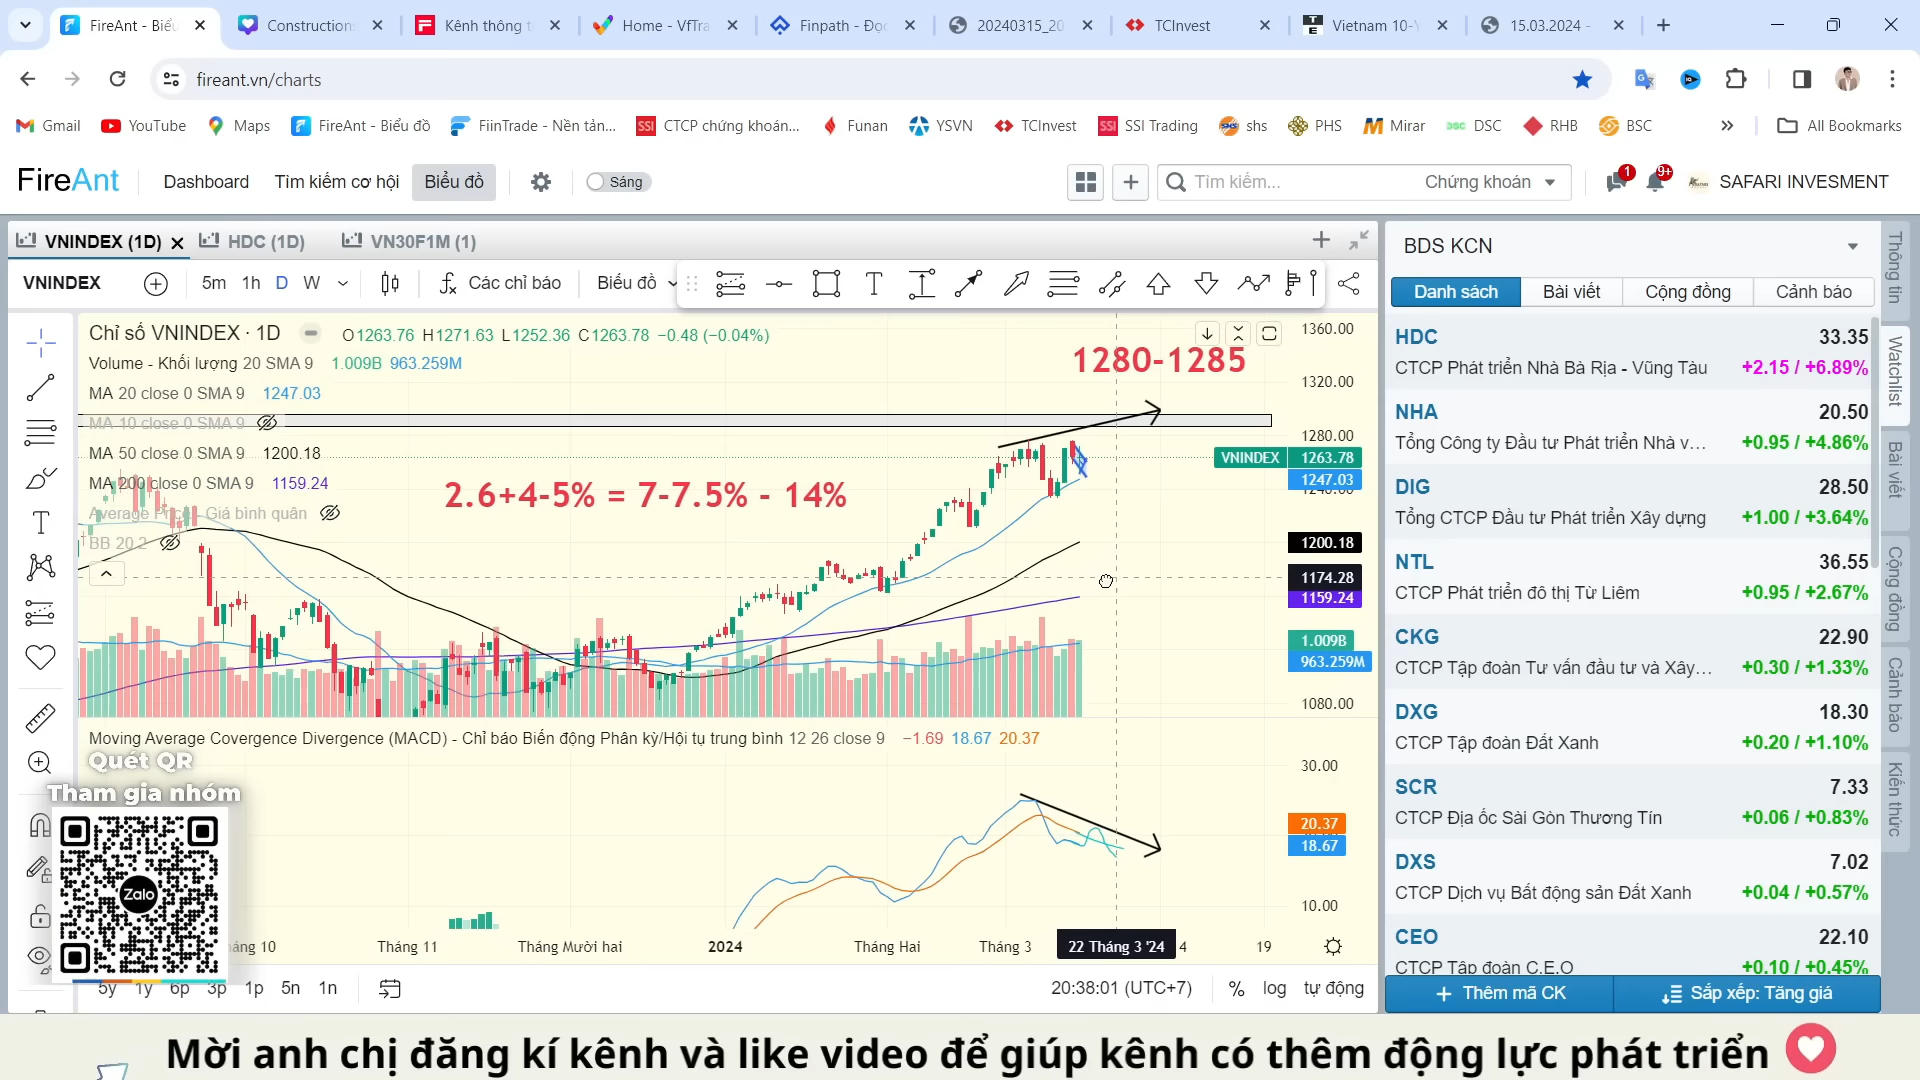 FireAnt - Biể
Constructions
Kênh thông t
Home - VfTra
Finpath - Đọc
20240315_20
TCInvest
Vietnam 10-Y
15.03.2024 -
fireant.vn/charts
Gmail
YouTube
Maps
FireAnt - Biểu đồ
FiinTrade - Nền tản...
CTCP chứng khoán...
Funan
YSVN
TCInvest
SSI Trading
shs
PHS
Mirar
DSC
RHB
BSC
All Bookmarks
FireAnt
Dashboard
Tìm kiếm cơ hội
Biểu đồ
Sáng
Tìm kiếm...
Chứng khoán
1
9+
SAFARI INVESMENT
VNINDEX (1D)
HDC (1D)
VN30F1M (1)
VNINDEX
5m 1h D W
Các chỉ báo
Biểu đồ
Chỉ số VNINDEX · 1D
O1263.76 H1271.63 L1252.36 C1263.78 −0.48 (−0.04%)
Volume - Khối lượng 20 SMA 9 1.009B 963.259M
MA 20 close 0 SMA 9 1247.03
MA 10 close 0 SMA 9
MA 50 close 0 SMA 9 1200.18
MA 200 close 0 SMA 9 1159.24
Average Price - Giá bình quân
BB 20 2
1280-1285
2.6+4-5% = 7-7.5% - 14%
1360.00
1320.00
1280.00
VNINDEX 1263.78
1247.03
1240.00
1200.18
1174.28
1159.24
1.009B
963.259M
1080.00
Moving Average Covergence Divergence (MACD) - Chỉ báo Biến động Phân kỳ/Hội tụ trung bình 12 26 close 9 −1.69 18.67 20.37
30.00
20.37
18.67
10.00
Quét QR
Tham gia nhóm
Zalo
áng 10
Tháng 11
Tháng Mười hai
2024
Tháng Hai
Tháng 3
22 Tháng 3 '24
4
19
5y 1y 6p 3p 1p 5n 1n
20:38:01 (UTC+7)
% log tự động
BDS KCN
Danh sách
Bài viết
Cộng đồng
Cảnh báo
HDC 33.35
CTCP Phát triển Nhà Bà Rịa - Vũng Tàu +2.15 / +6.89%
NHA 20.50
Tổng Công ty Đầu tư Phát triển Nhà v... +0.95 / +4.86%
DIG 28.50
Tổng CTCP Đầu tư Phát triển Xây dựng +1.00 / +3.64%
NTL 36.55
CTCP Phát triển đô thị Từ Liêm +0.95 / +2.67%
CKG 22.90
CTCP Tập đoàn Tư vấn đầu tư và Xây... +0.30 / +1.33%
DXG 18.30
CTCP Tập đoàn Đất Xanh +0.20 / +1.10%
SCR 7.33
CTCP Địa ốc Sài Gòn Thương Tín +0.06 / +0.83%
DXS 7.02
CTCP Dịch vụ Bất động sản Đất Xanh +0.04 / +0.57%
CEO 22.10
CTCP Tập đoàn C.E.O +0.10 / +0.45%
Thêm mã CK
Sắp xếp: Tăng giá
Thông tin
Watchlist
Bài viết
Cộng đồng
Cảnh báo
Kiến thức
Mời anh chị đăng kí kênh và like video để giúp kênh có thêm động lực phát triển